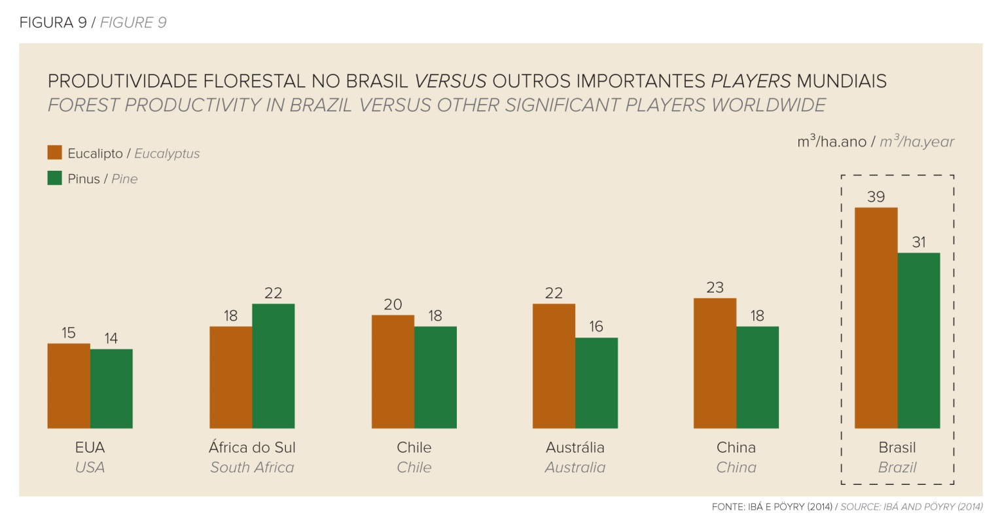 FIGURA 9 / FIGURE 9
PRODUTIVIDADE FLORESTAL NO BRASIL VERSUS OUTROS IMPORTANTES PLAYERS MUNDIAIS
FOREST PRODUCTIVITY IN BRAZIL VERSUS OTHER SIGNIFICANT PLAYERS WORLDWIDE
m³/ha.ano / m³/ha.year
Eucalipto / Eucalyptus
Pinus / Pine
15 14
18 22
20 18
22 16
23 18
39 31
EUA África do Sul Chile Austrália China Brasil
USA South Africa Chile Australia China Brazil
FONTE: IBÁ E PÖYRY (2014) / SOURCE: IBÁ AND PÖYRY (2014)